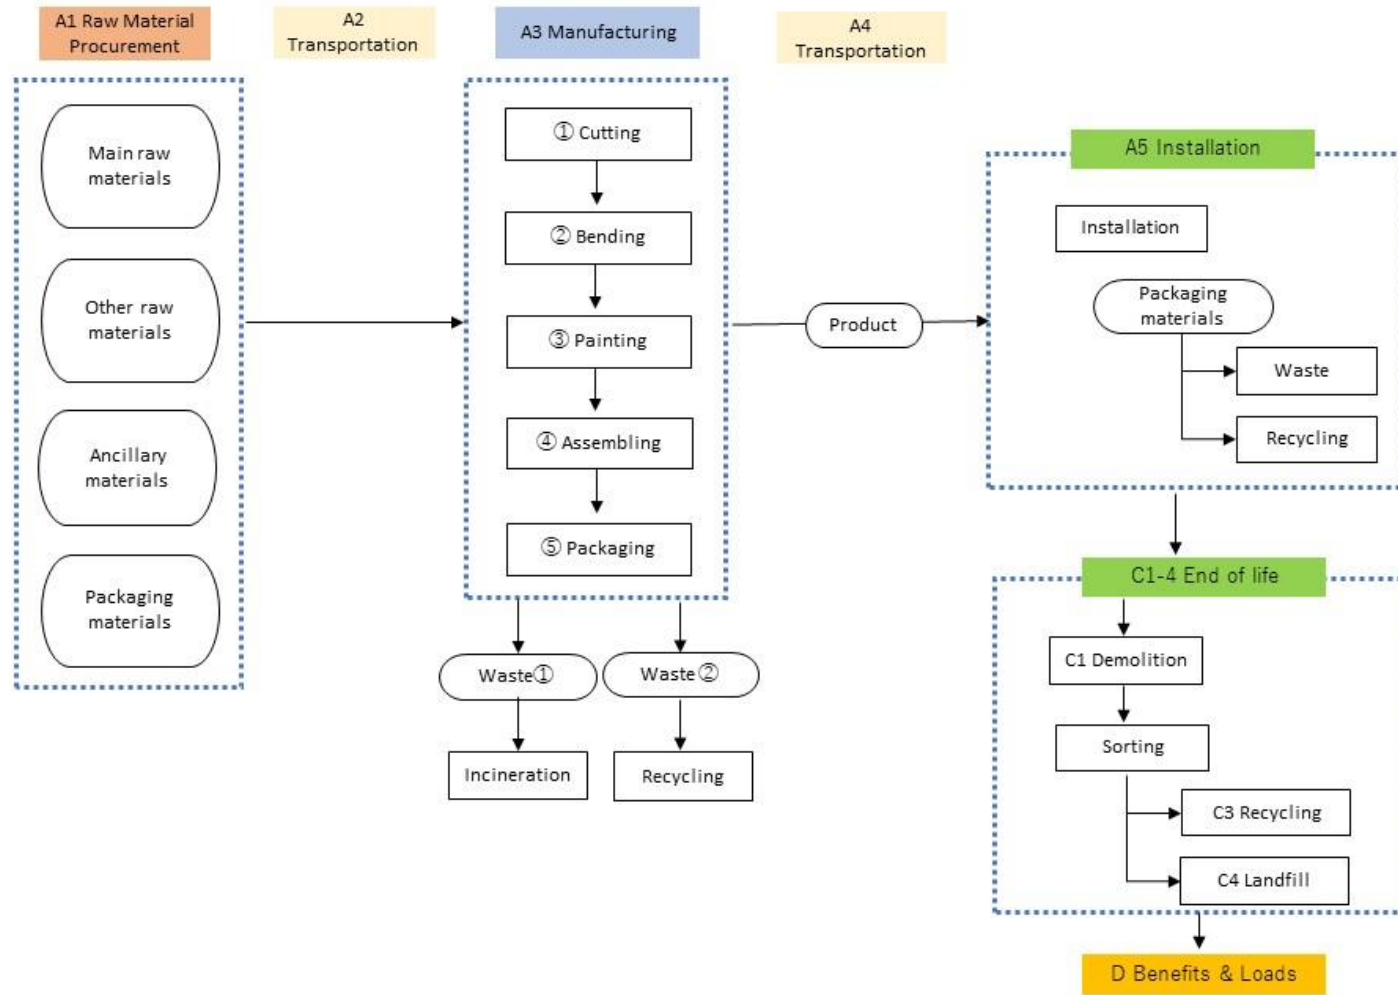 A1 Raw Material
Procurement
A2
Transportation
A3 Manufacturing
A4
Transportation
Main raw
materials
Other raw
materials
Ancillary
materials
Packaging
materials
① Cutting
② Bending
③ Painting
④ Assembling
⑤ Packaging
Waste①
Waste②
Incineration
Recycling
Product
A5 Installation
Installation
Packaging
materials
Waste
Recycling
C1-4 End of life
C1 Demolition
Sorting
C3 Recycling
C4 Landfill
D Benefits & Loads